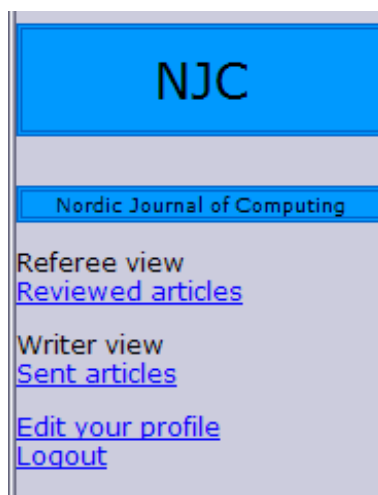 NJC
Nordic Journal of Computing
Referee view
Reviewed articles
Writer view
Sent articles
Edit your profile
Logout